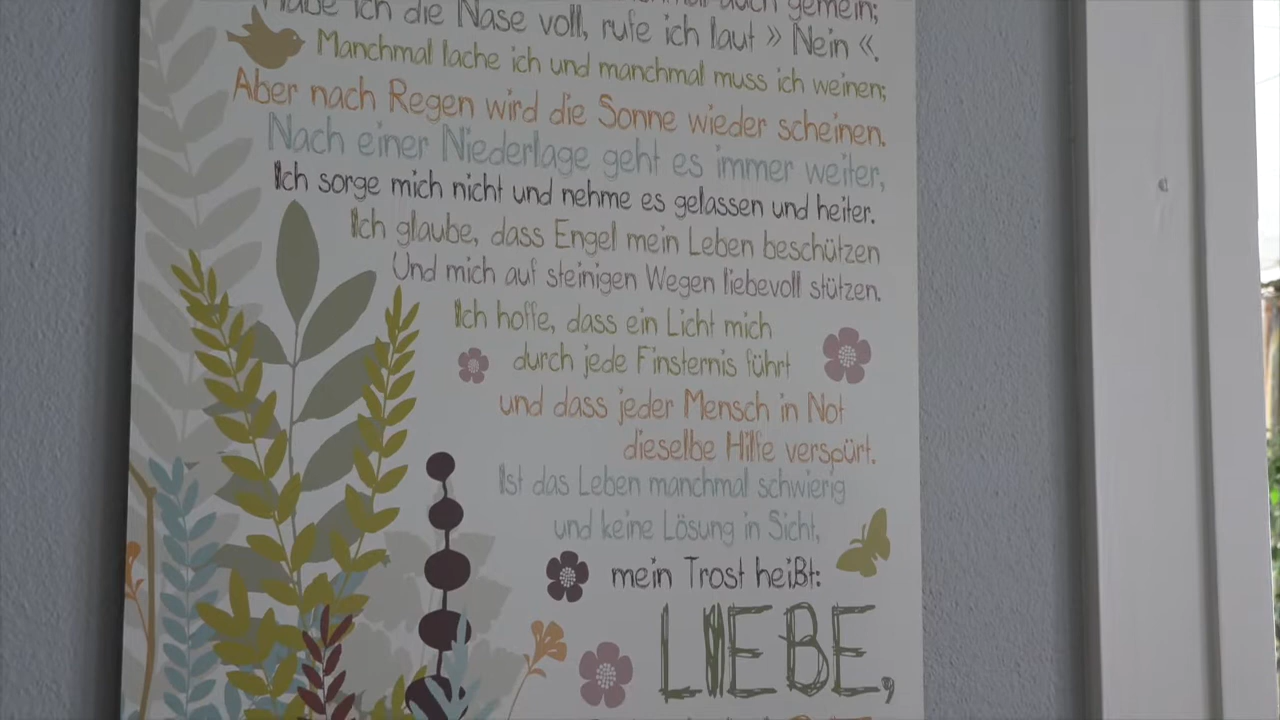 auch gemein;
Habe ich die Nase voll, rufe ich laut » Nein «.
Manchmal lache ich und manchmal muss ich weinen;
Aber nach Regen wird die Sonne wieder scheinen.
Nach einer Niederlage geht es immer weiter,
Ich sorge mich nicht und nehme es gelassen und heiter.
Ich glaube, dass Engel mein Leben beschützen
Und mich auf steinigen Wegen liebevoll stützen.
Ich hoffe, dass ein Licht mich
durch jede Finsternis führt
und dass jeder Mensch in Not
dieselbe Hilfe verspürt.
Ist das Leben manchmal schwierig
und keine Lösung in Sicht,
mein Trost heißt:
LIEBE,